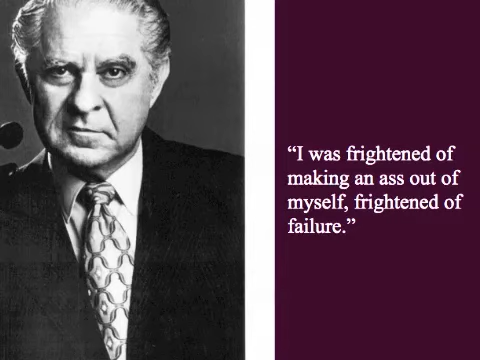 “I was frightened of
making an ass out of
myself, frightened of
failure.”